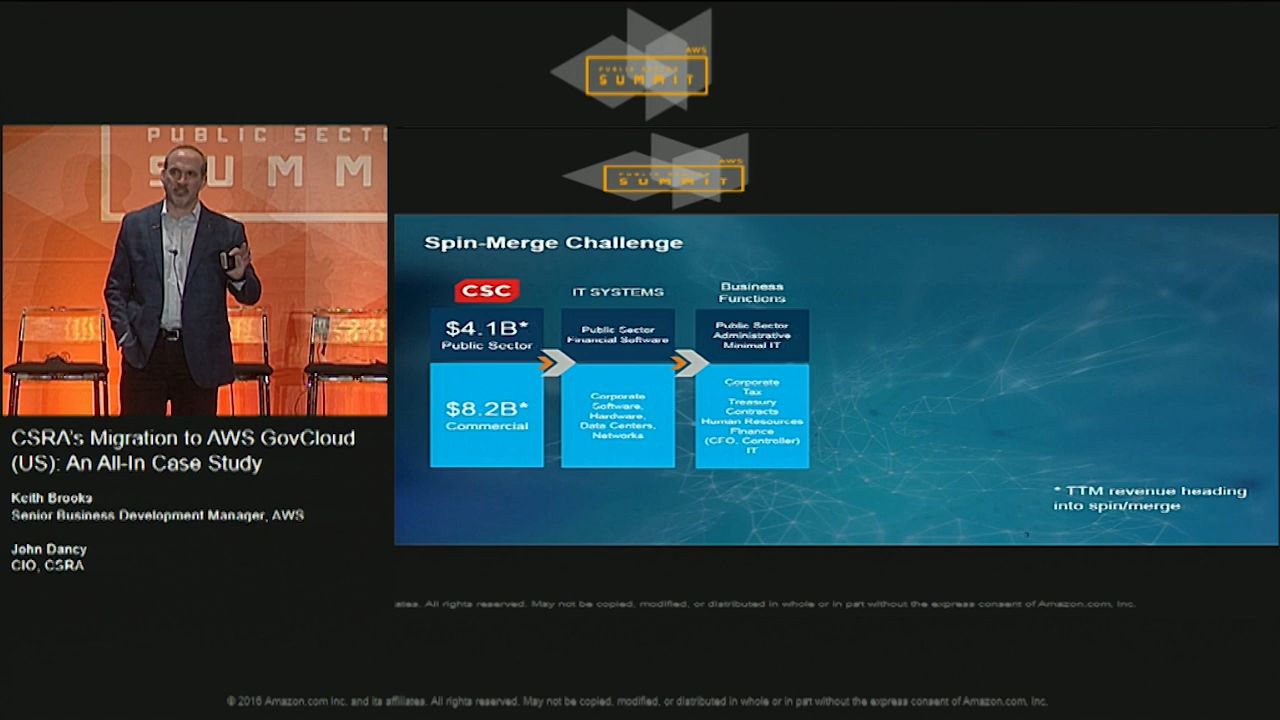 AWS
PUBLIC SECTOR
SUMMIT
AWS
PUBLIC SECTOR
SUMMIT
PUBLIC SECT
SUMM
CSRA's Migration to AWS GovCloud
(US): An All-In Case Study
Keith Brooks
Senior Business Development Manager, AWS
John Dancy
CIO, CSRA
Spin-Merge Challenge
CSC
$4.1B*
Public Sector
$8.2B*
Commercial
IT SYSTEMS
Public Sector
Financial Software
Corporate
Software,
Hardware,
Data Centers,
Networks
Business
Functions
Public Sector
Administrative
Minimal IT
Corporate
Tax
Treasury
Contracts
Human Resources
Finance
(CFO, Controller)
IT
* TTM revenue heading
into spin/merge
ates. All rights reserved. May not be copied, modified, or distributed in whole or in part without the express consent of Amazon.com, Inc.
© 2016 Amazon.com Inc. and its affiliates. All rights reserved. May not be copied, modified, or distributed in whole or in part without the express consent of Amazon.com, Inc.